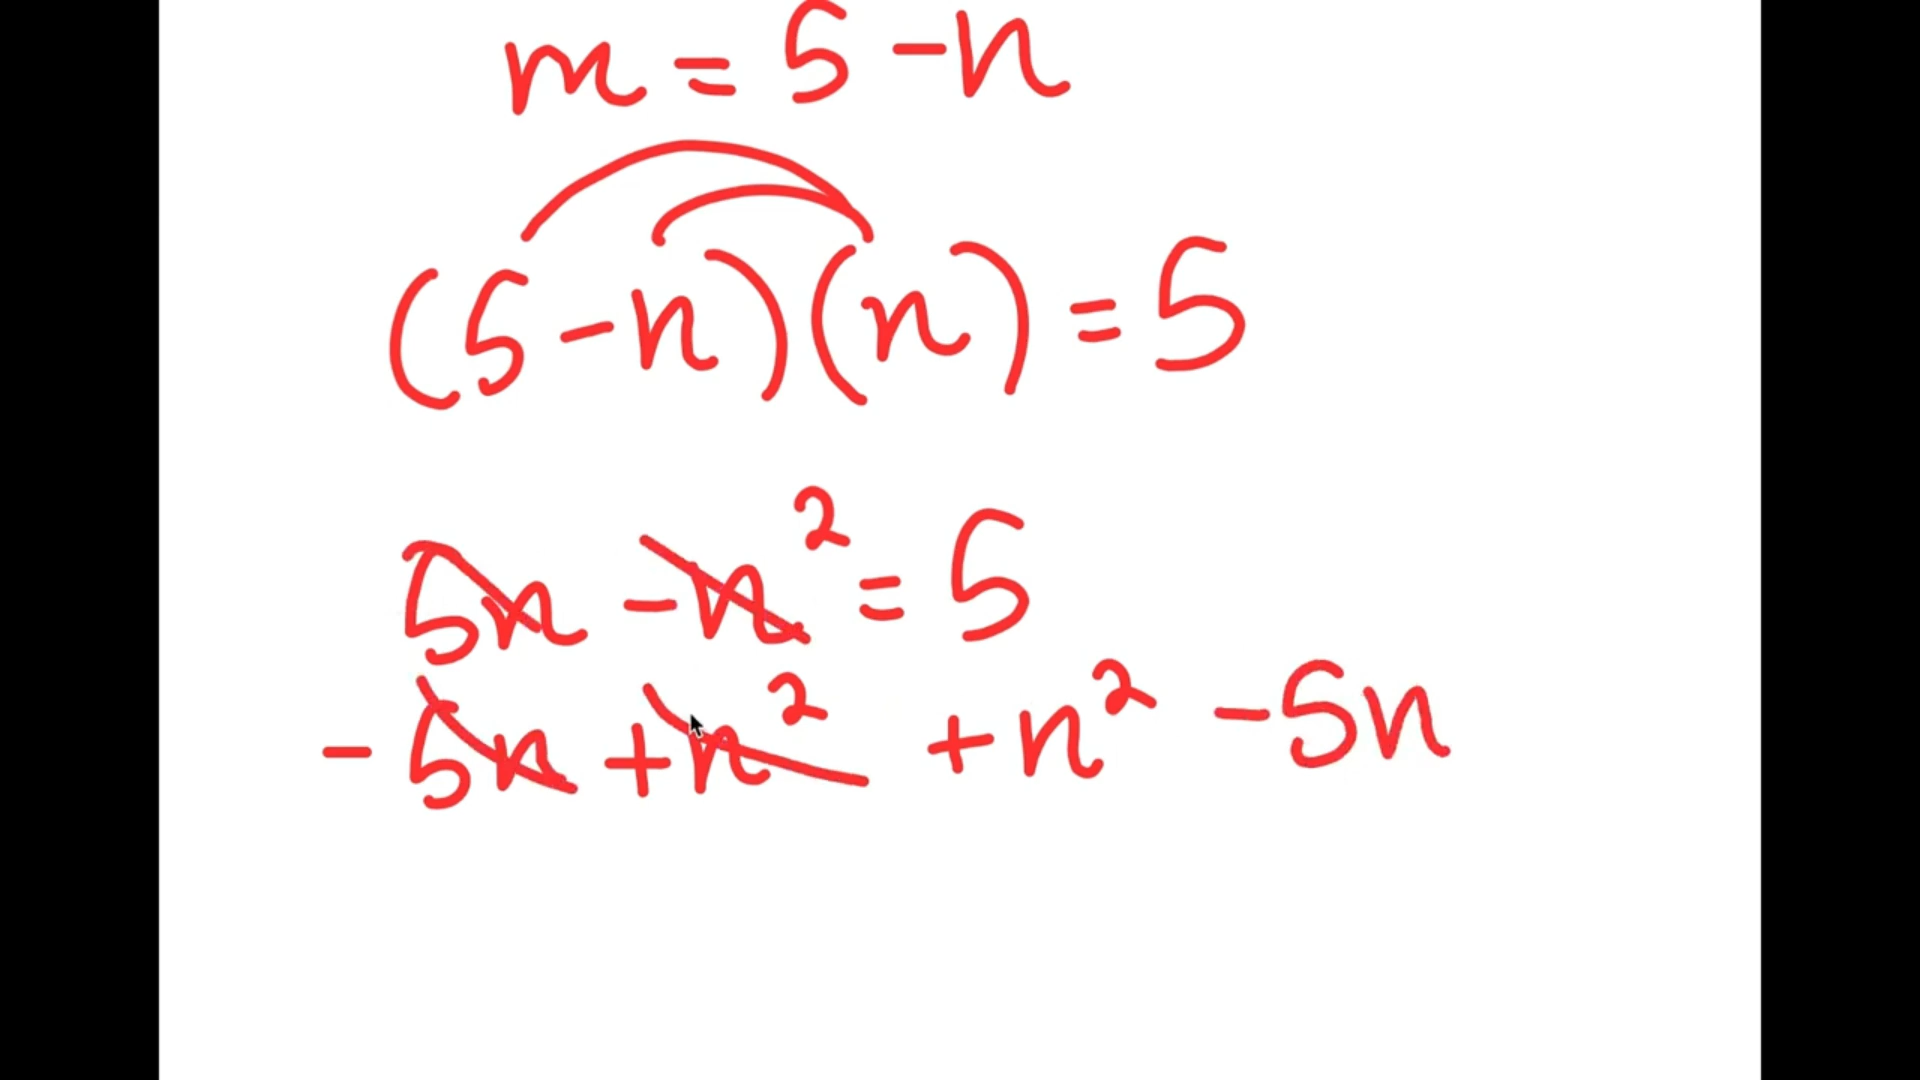 m = 5 - n
(5 - n)(n) = 5
5n - n² = 5
- 5n + n² + n² - 5n